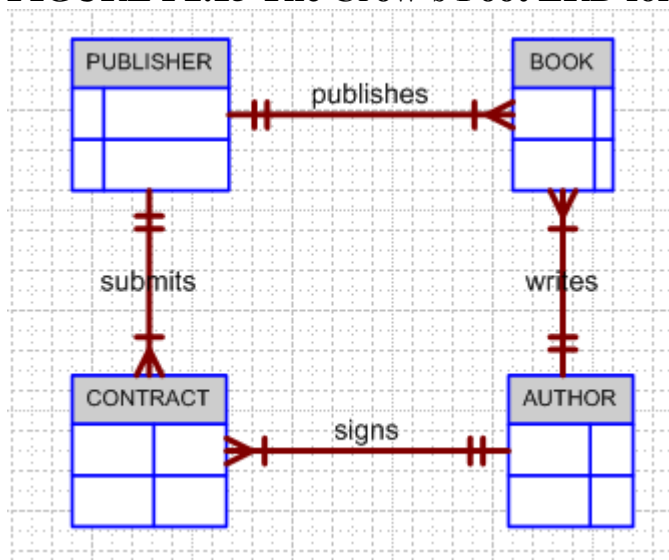 PUBLISHER
BOOK
publishes
submits
writes
CONTRACT
AUTHOR
signs